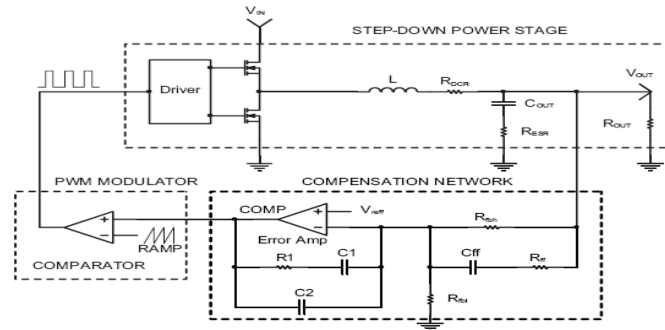 VIN
STEP-DOWN POWER STAGE
Driver
L
RDCR
VOUT
COUT
RESR
ROUT
PWM MODULATOR
COMPENSATION NETWORK
COMP
Vreff
Error Amp
RAMP
COMPARATOR
R1
C1
C2
Rfbh
Cff
Rff
Rfbl